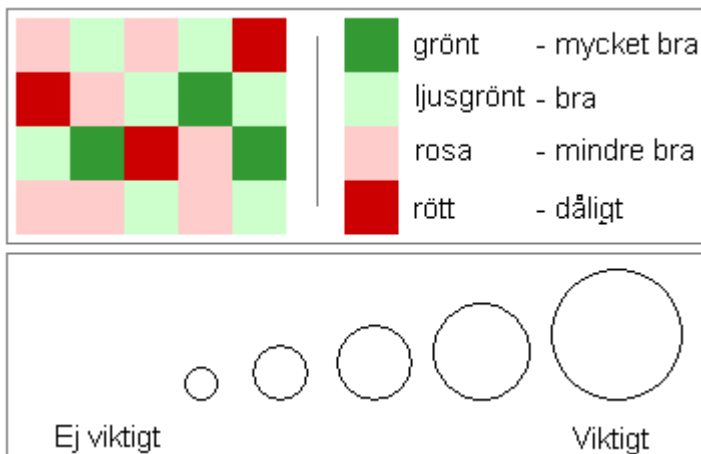 grönt - mycket bra
ljusgrönt - bra
rosa - mindre bra
rött - dåligt
Ej viktigt Viktigt